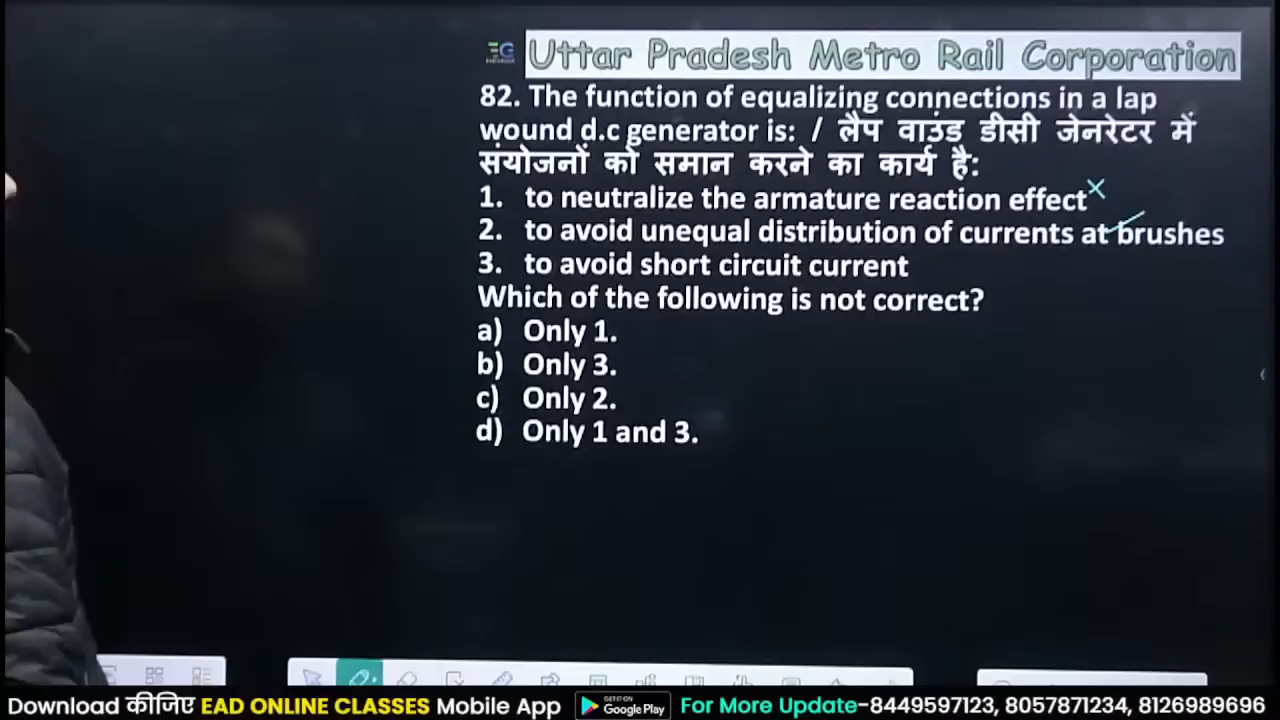 Uttar Pradesh Metro Rail Corporation
82. The function of equalizing connections in a lap
wound d.c generator is: / लैप वाउंड डीसी जेनरेटर में
संयोजनों को समान करने का कार्य है:
1. to neutralize the armature reaction effect
2. to avoid unequal distribution of currents at brushes
3. to avoid short circuit current
Which of the following is not correct?
a) Only 1.
b) Only 3.
c) Only 2.
d) Only 1 and 3.
Download कीजिए EAD ONLINE CLASSES Mobile App GET IT ON Google Play For More Update-8449597123, 8057871234, 8126989696